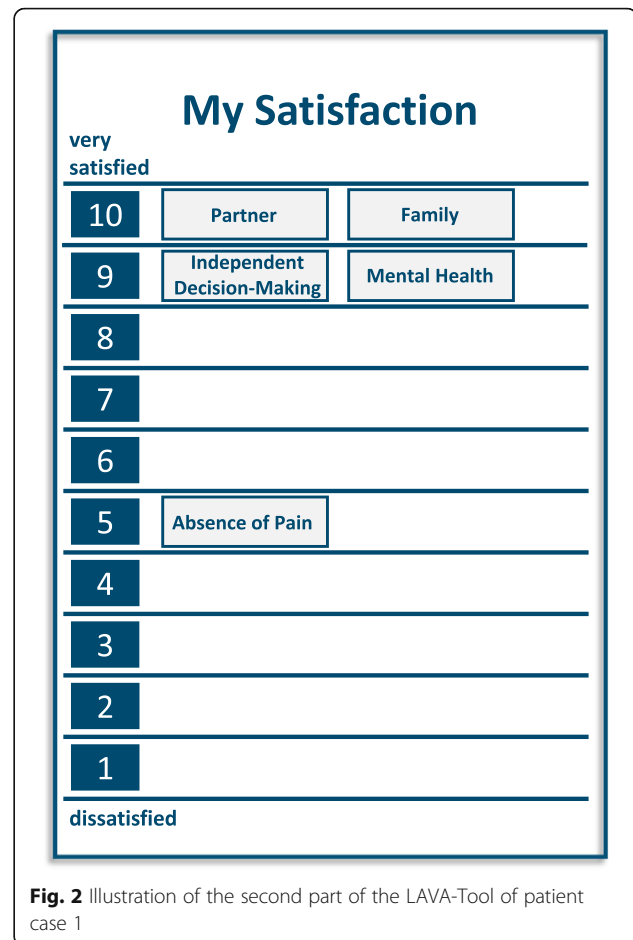 My Satisfaction
very
satisfied
10 Partner Family
9 Independent Decision-Making Mental Health
8
7
6
5 Absence of Pain
4
3
2
1
dissatisfied
Fig. 2 Illustration of the second part of the LAVA-Tool of patient
case 1